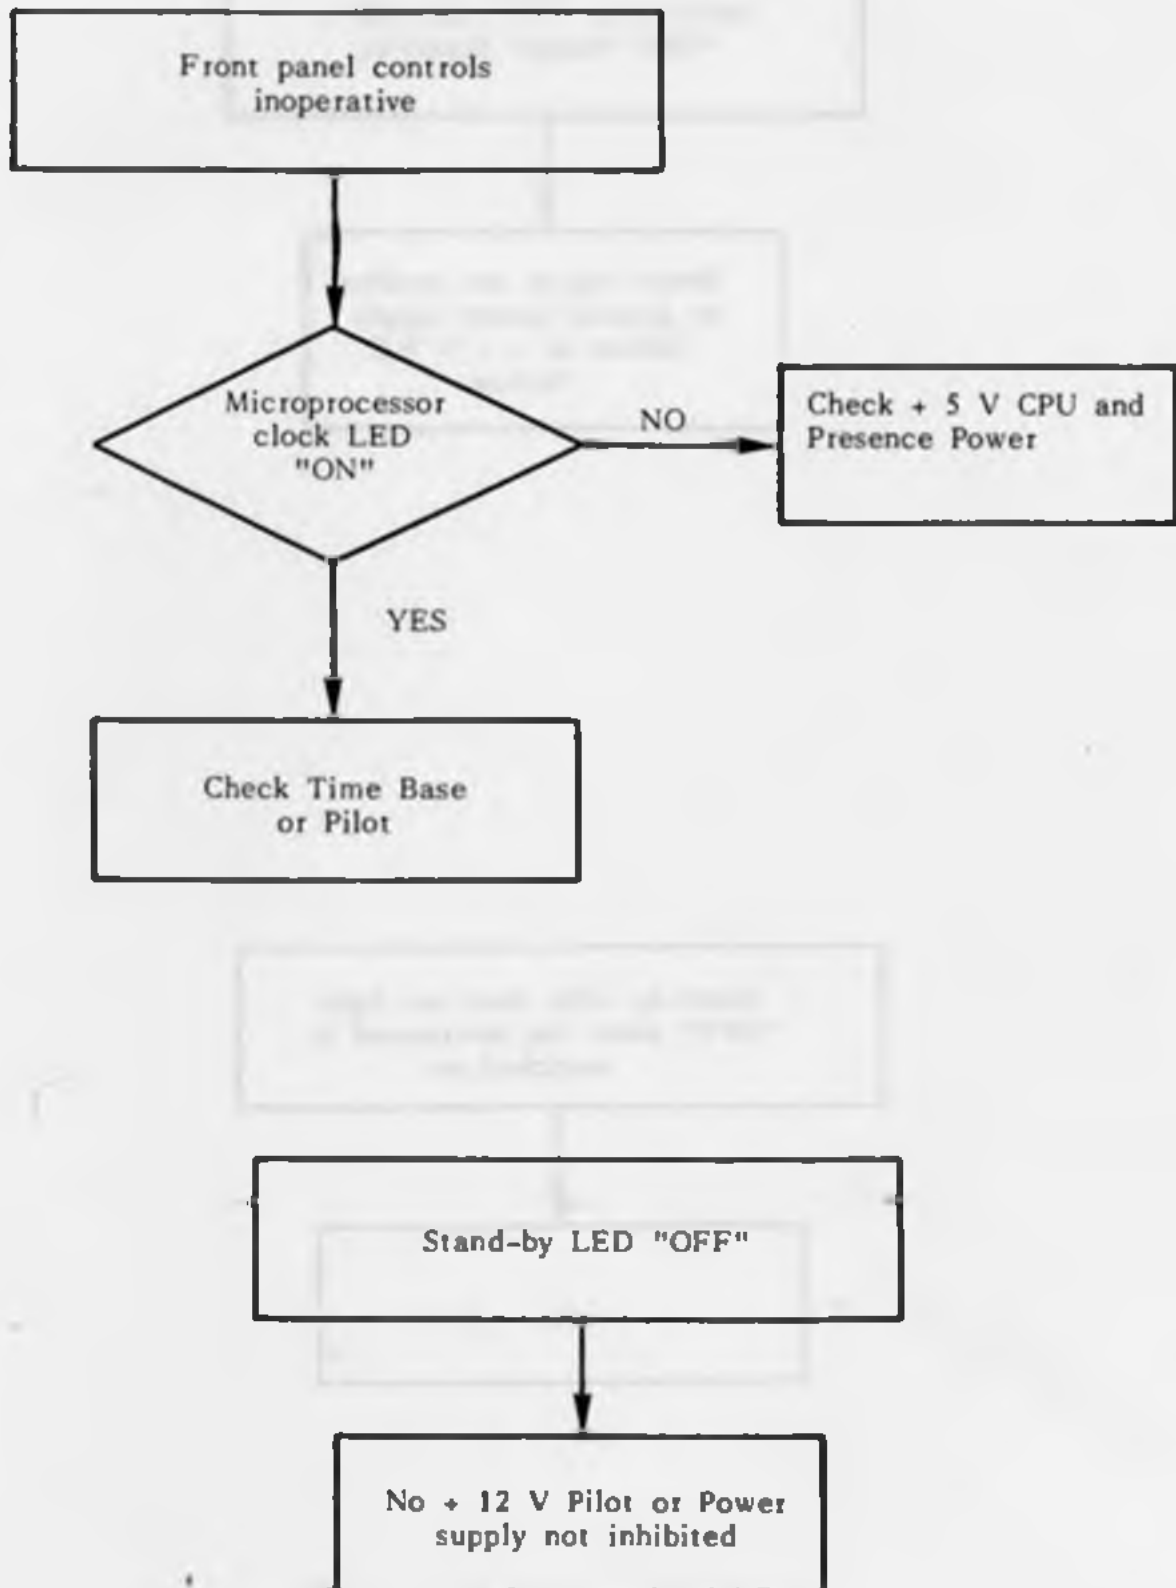 Front panel controls
inoperative
Microprocessor
clock LED
"ON"
NO
Check + 5 V CPU and
Presence Power
YES
Check Time Base
or Pilot
Stand-by LED "OFF"
No + 12 V Pilot or Power
supply not inhibited